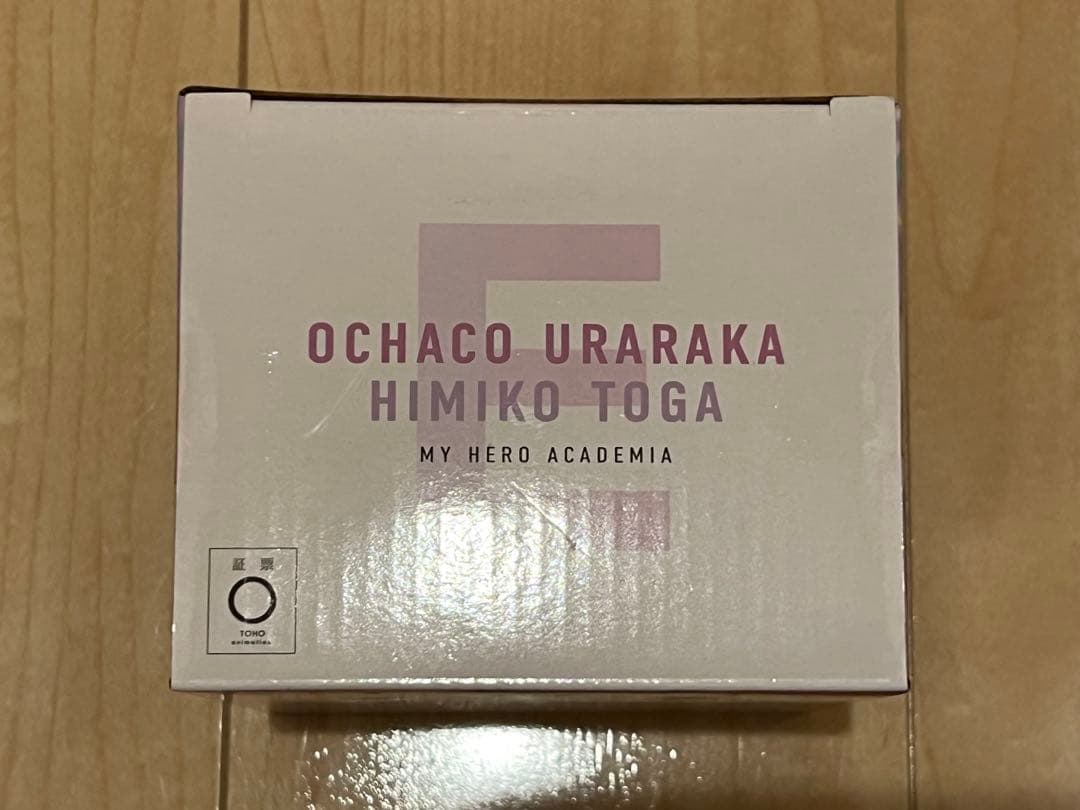 E
OCHACO URARAKA
HIMIKO TOGA
MY HERO ACADEMIA
証 票
TOHO
animation